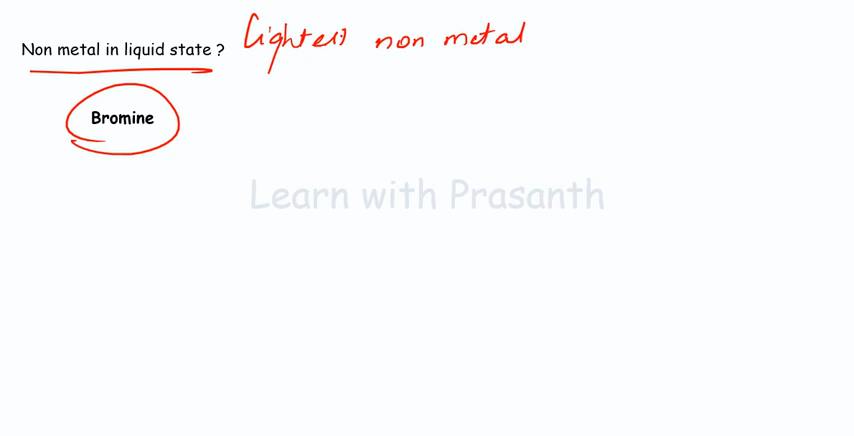 Non metal in liquid state ? Lightest non metal
Bromine
Learn with Prasanth